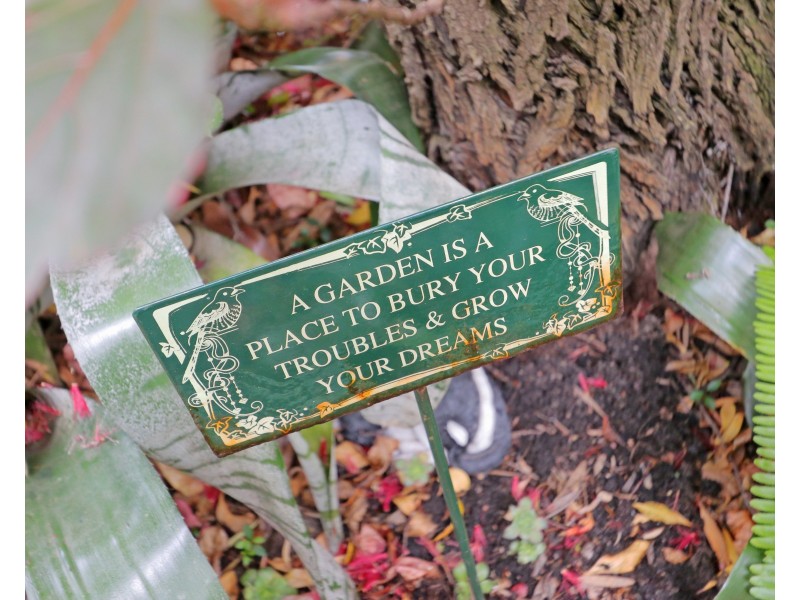 A GARDEN IS A
PLACE TO BURY YOUR
TROUBLES & GROW
YOUR DREAMS